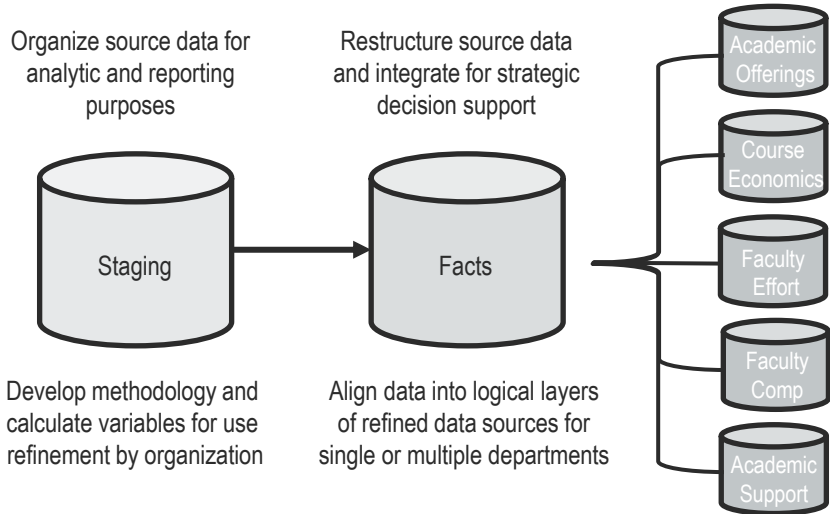 Organize source data for
analytic and reporting
purposes
Restructure source data
and integrate for strategic
decision support
Staging
Facts
Develop methodology and
calculate variables for use
refinement by organization
Align data into logical layers
of refined data sources for
single or multiple departments
Academic
Offerings
Course
Economics
Faculty
Effort
Faculty
Comp
Academic
Support